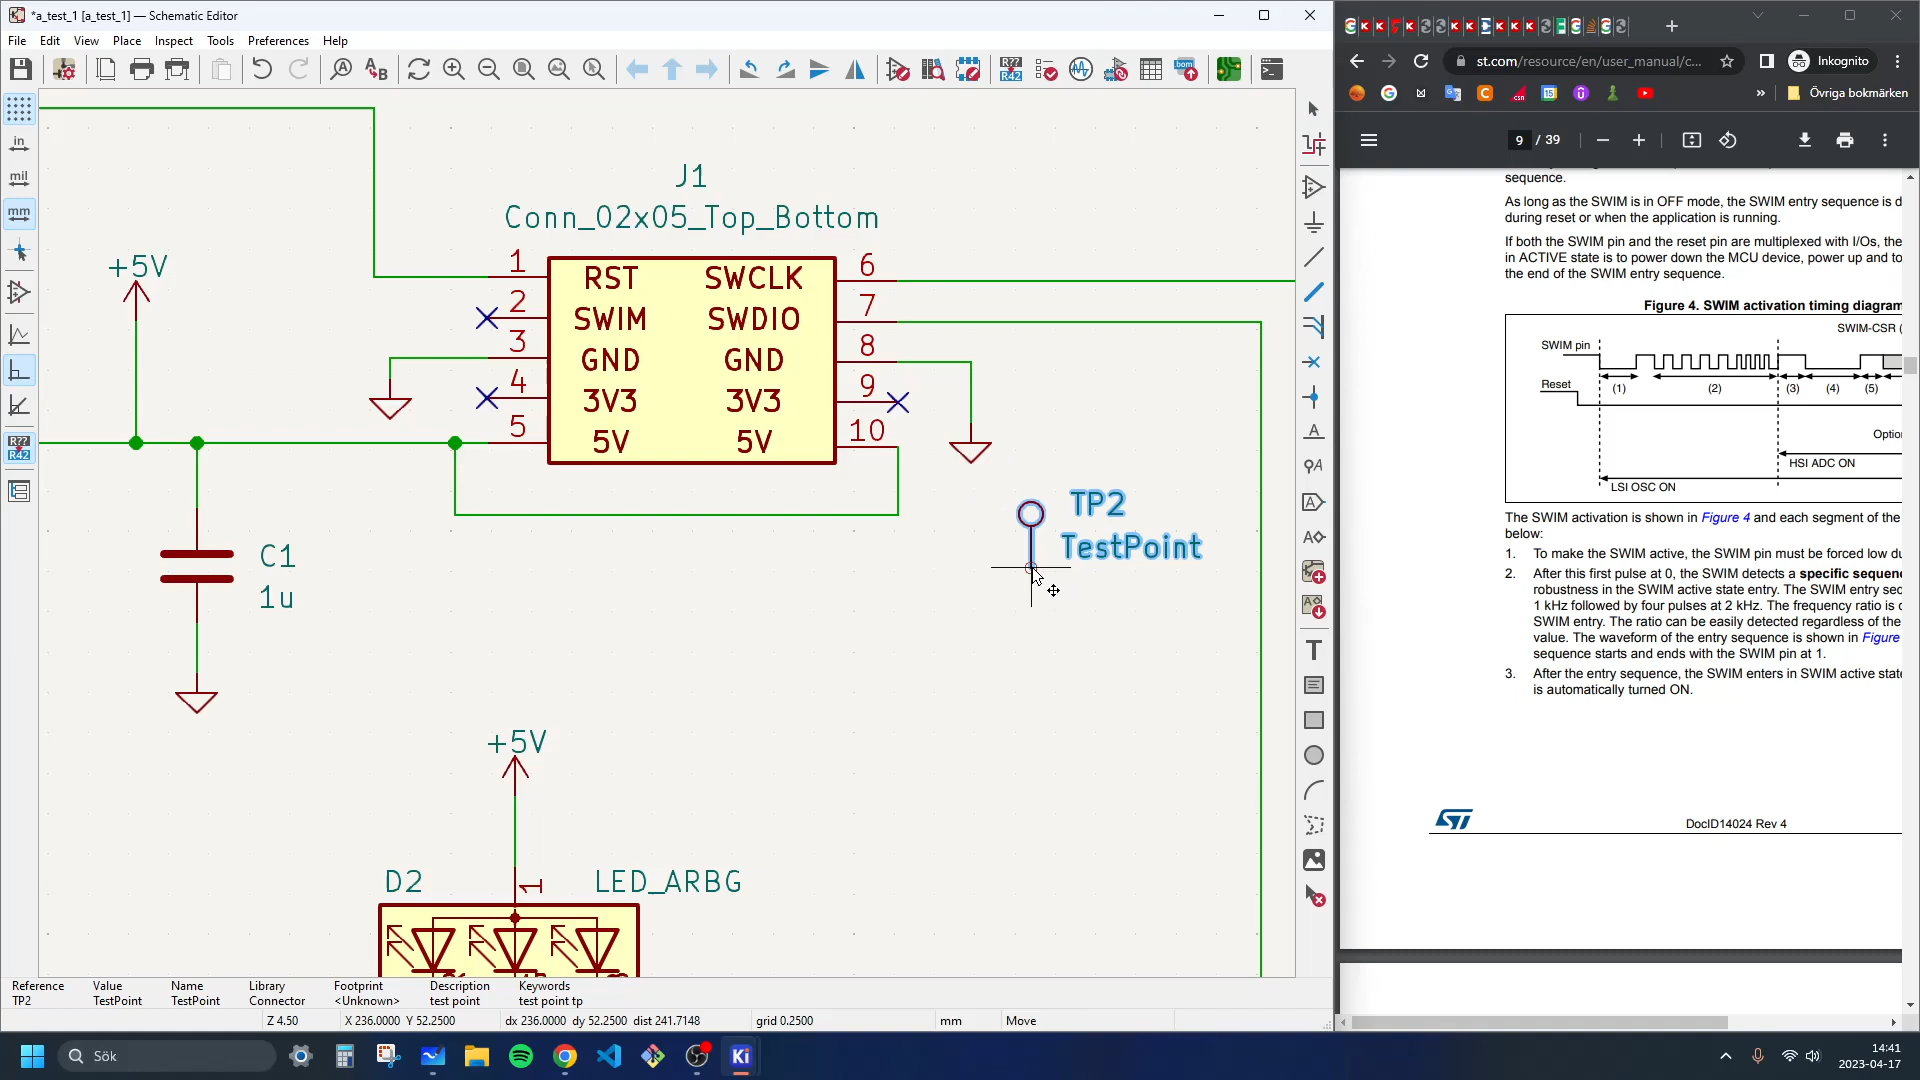 *a_test_1 [a_test_1] — Schematic Editor
File Edit View Place Inspect Tools Preferences Help
in
mil
mm
R??
R42
J1
Conn_02x05_Top_Bottom
+5V
1 RST SWCLK 6
2 SWIM SWDIO 7
3 GND GND 8
4 3V3 3V3 9
5 5V 5V 10
TP2
TestPoint
C1
1u
+5V
D2 1 LED_ARBG
Reference Value Name Library Footprint Description Keywords
TP2 TestPoint TestPoint Connector <Unknown> test point test point tp
Z 4.50 X 236.0000 Y 52.2500 dx 236.0000 dy 52.2500 dist 241.7148 grid 0.2500 mm Move
st.com/resource/en/user_manual/c... Inkognito
» Övriga bokmärken
9 / 39
sequence.
As long as the SWIM is in OFF mode, the SWIM entry sequence is d
during reset or when the application is running.
If both the SWIM pin and the reset pin are multiplexed with I/Os, the
in ACTIVE state is to power down the MCU device, power up and to
the end of the SWIM entry sequence.
Figure 4. SWIM activation timing diagram
SWIM-CSR (
SWIM pin
Reset (1) (2) (3) (4) (5)
Optio
HSI ADC ON
LSI OSC ON
The SWIM activation is shown in Figure 4 and each segment of the
below:
1. To make the SWIM active, the SWIM pin must be forced low du
2. After this first pulse at 0, the SWIM detects a specific sequenc
robustness in the SWIM active state entry. The SWIM entry sec
1 kHz followed by four pulses at 2 kHz. The frequency ratio is c
SWIM entry. The ratio can be easily detected regardless of the
value. The waveform of the entry sequence is shown in Figure
sequence starts and ends with the SWIM pin at 1.
3. After the entry sequence, the SWIM enters in SWIM active state
is automatically turned ON.
DocID14024 Rev 4
Sök
Ki
14:41
2023-04-17